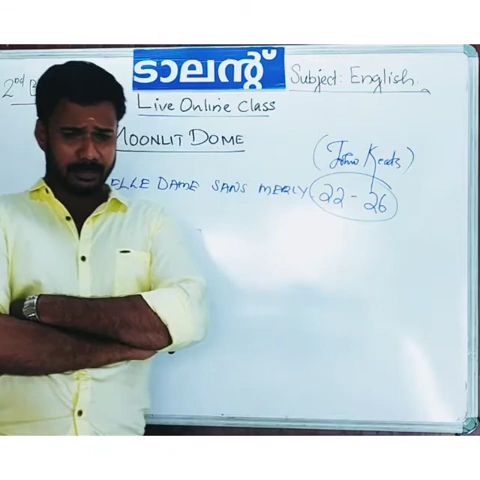 2nd
ടാലന്റ് Subject: English.
Live Online Class
MOONLIT DOME
(John Keats)
ELLE DAME SANS MERCY 22-26